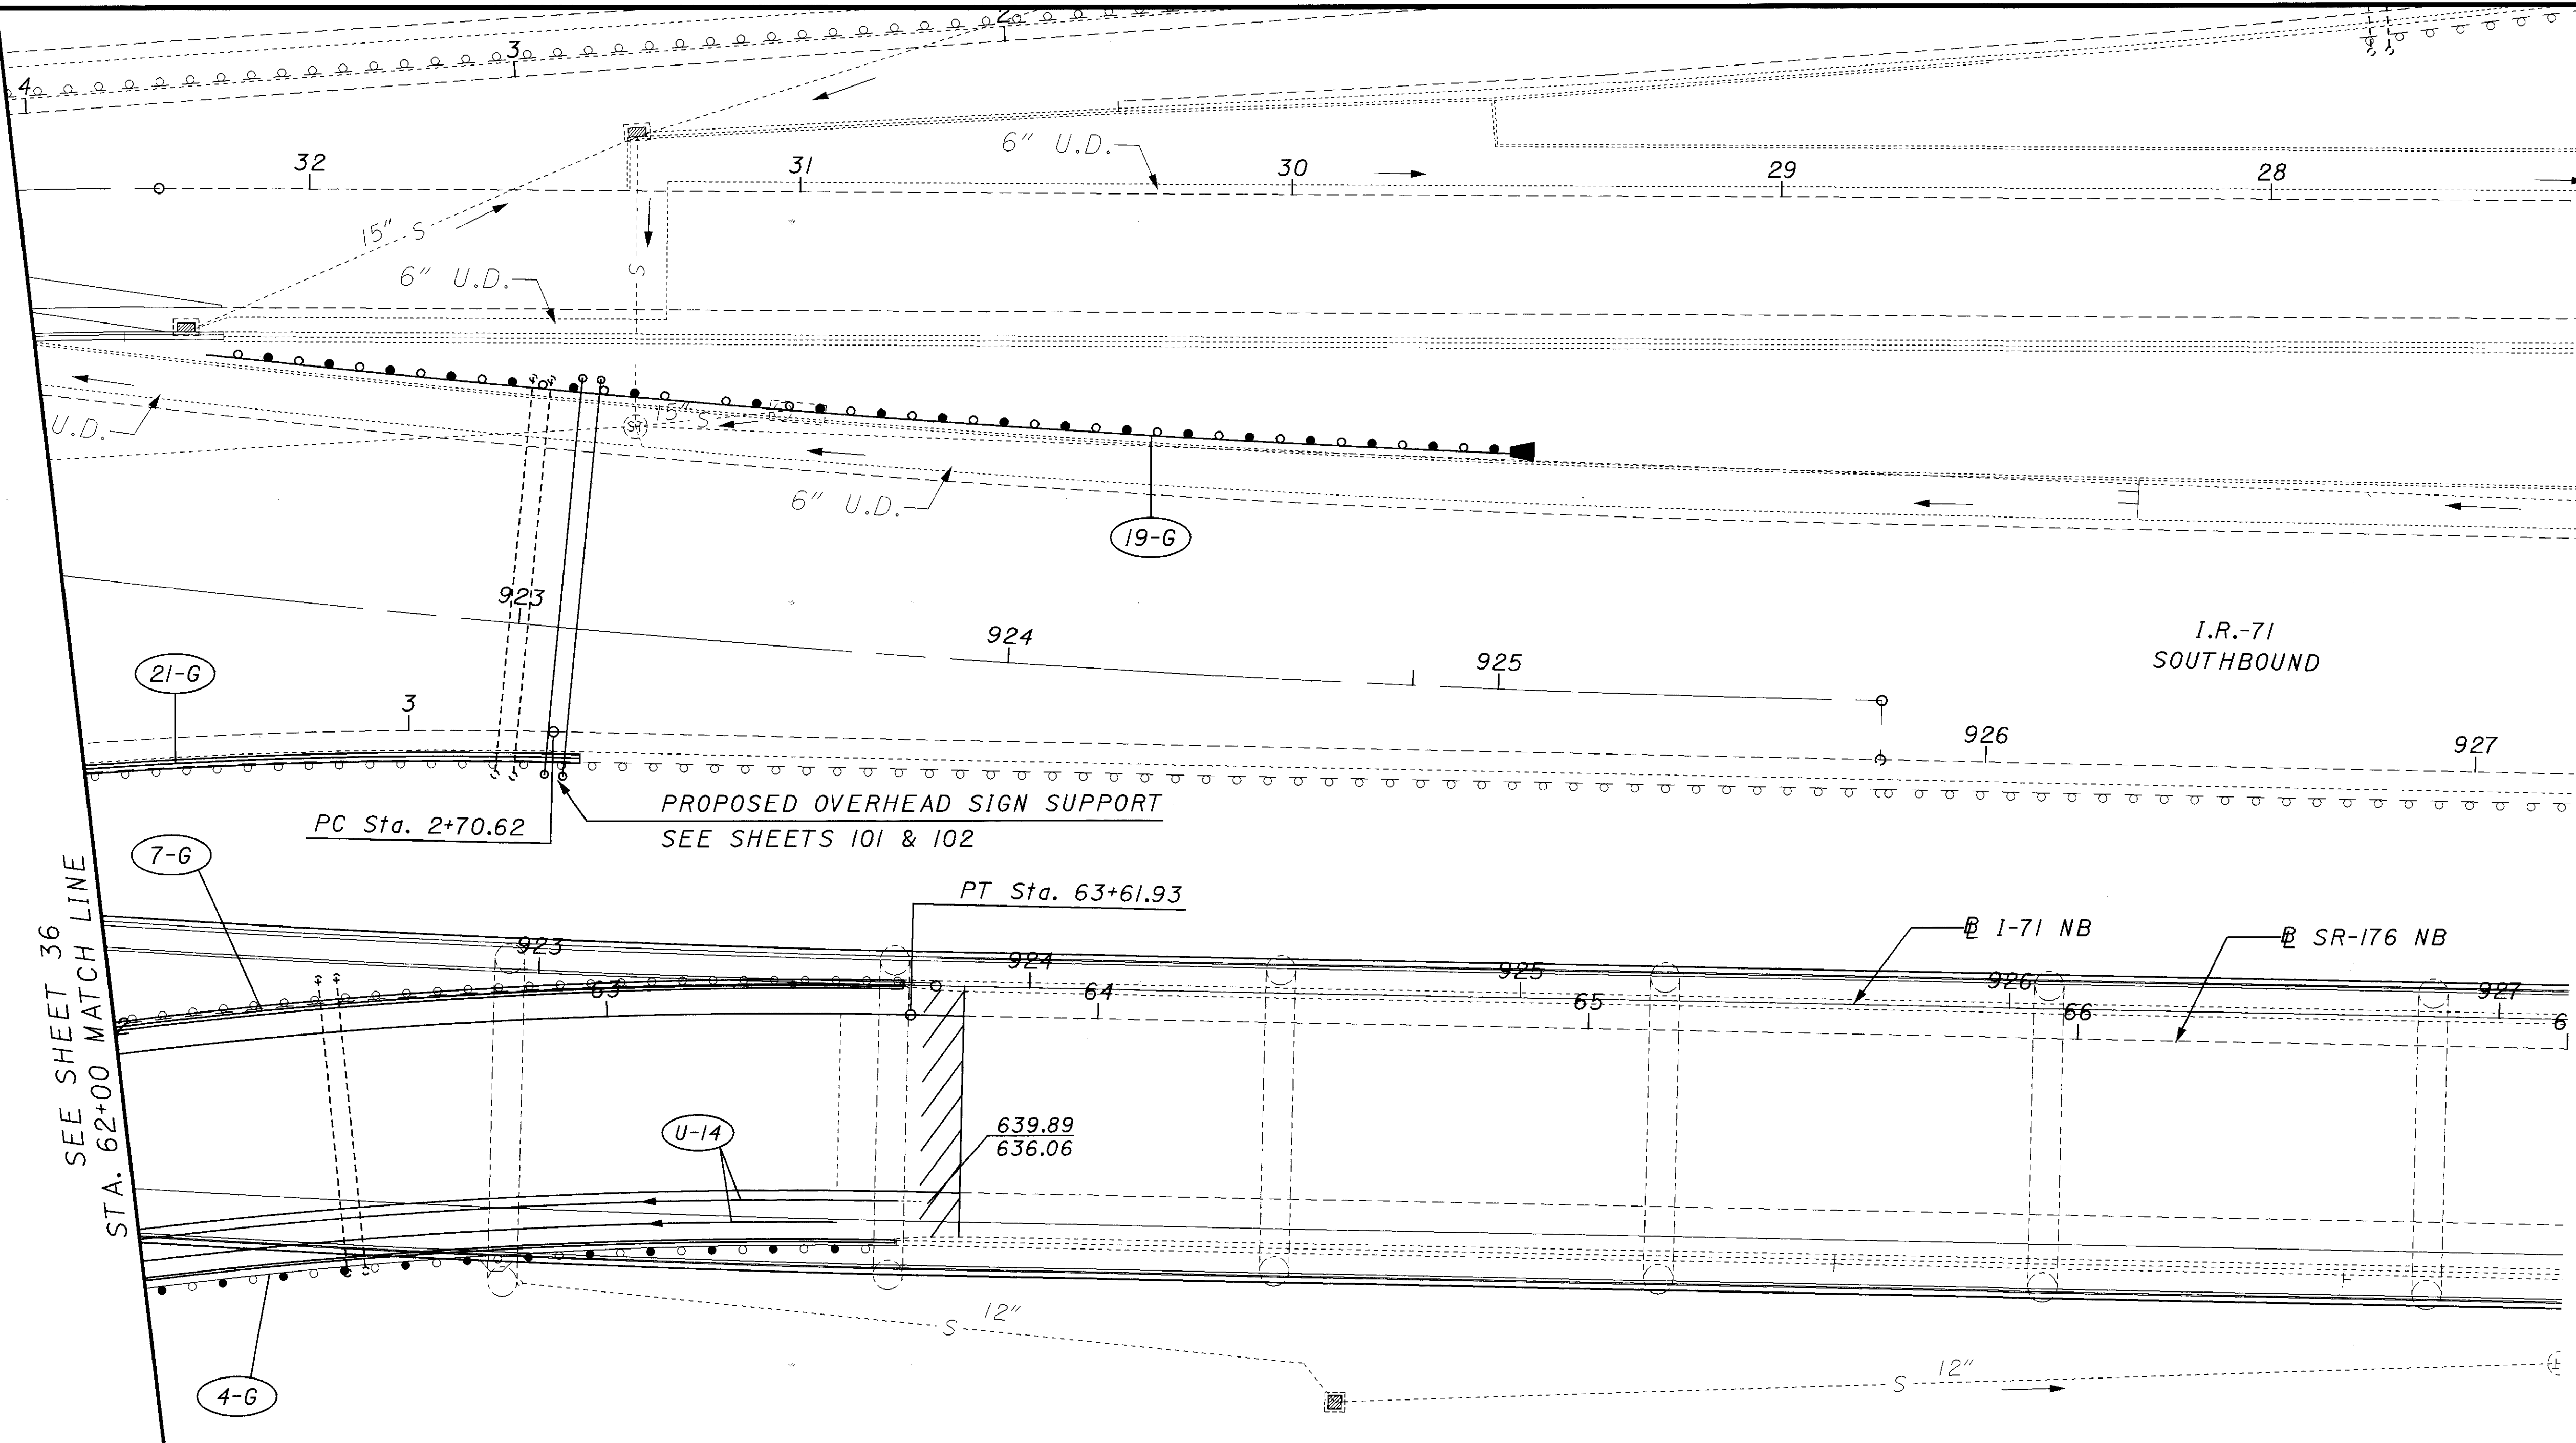 2
3
4
6" U.D.
32
31
30
29
28
15" S
6" U.D.
S
15" S
ST
U.D.
6" U.D.
19-G
923
924
925
I.R.-71
SOUTHBOUND
21-G
3
926
927
PROPOSED OVERHEAD SIGN SUPPORT
SEE SHEETS 101 & 102
PC Sta. 2+70.62
7-G
SEE SHEET 36
STA. 62+00 MATCH LINE
PT Sta. 63+61.93
I-71 NB
SR-176 NB
923
924
925
926
927
2
63
64
65
66
6
U-14
639.89
636.06
12"
S
4-G
12"
S